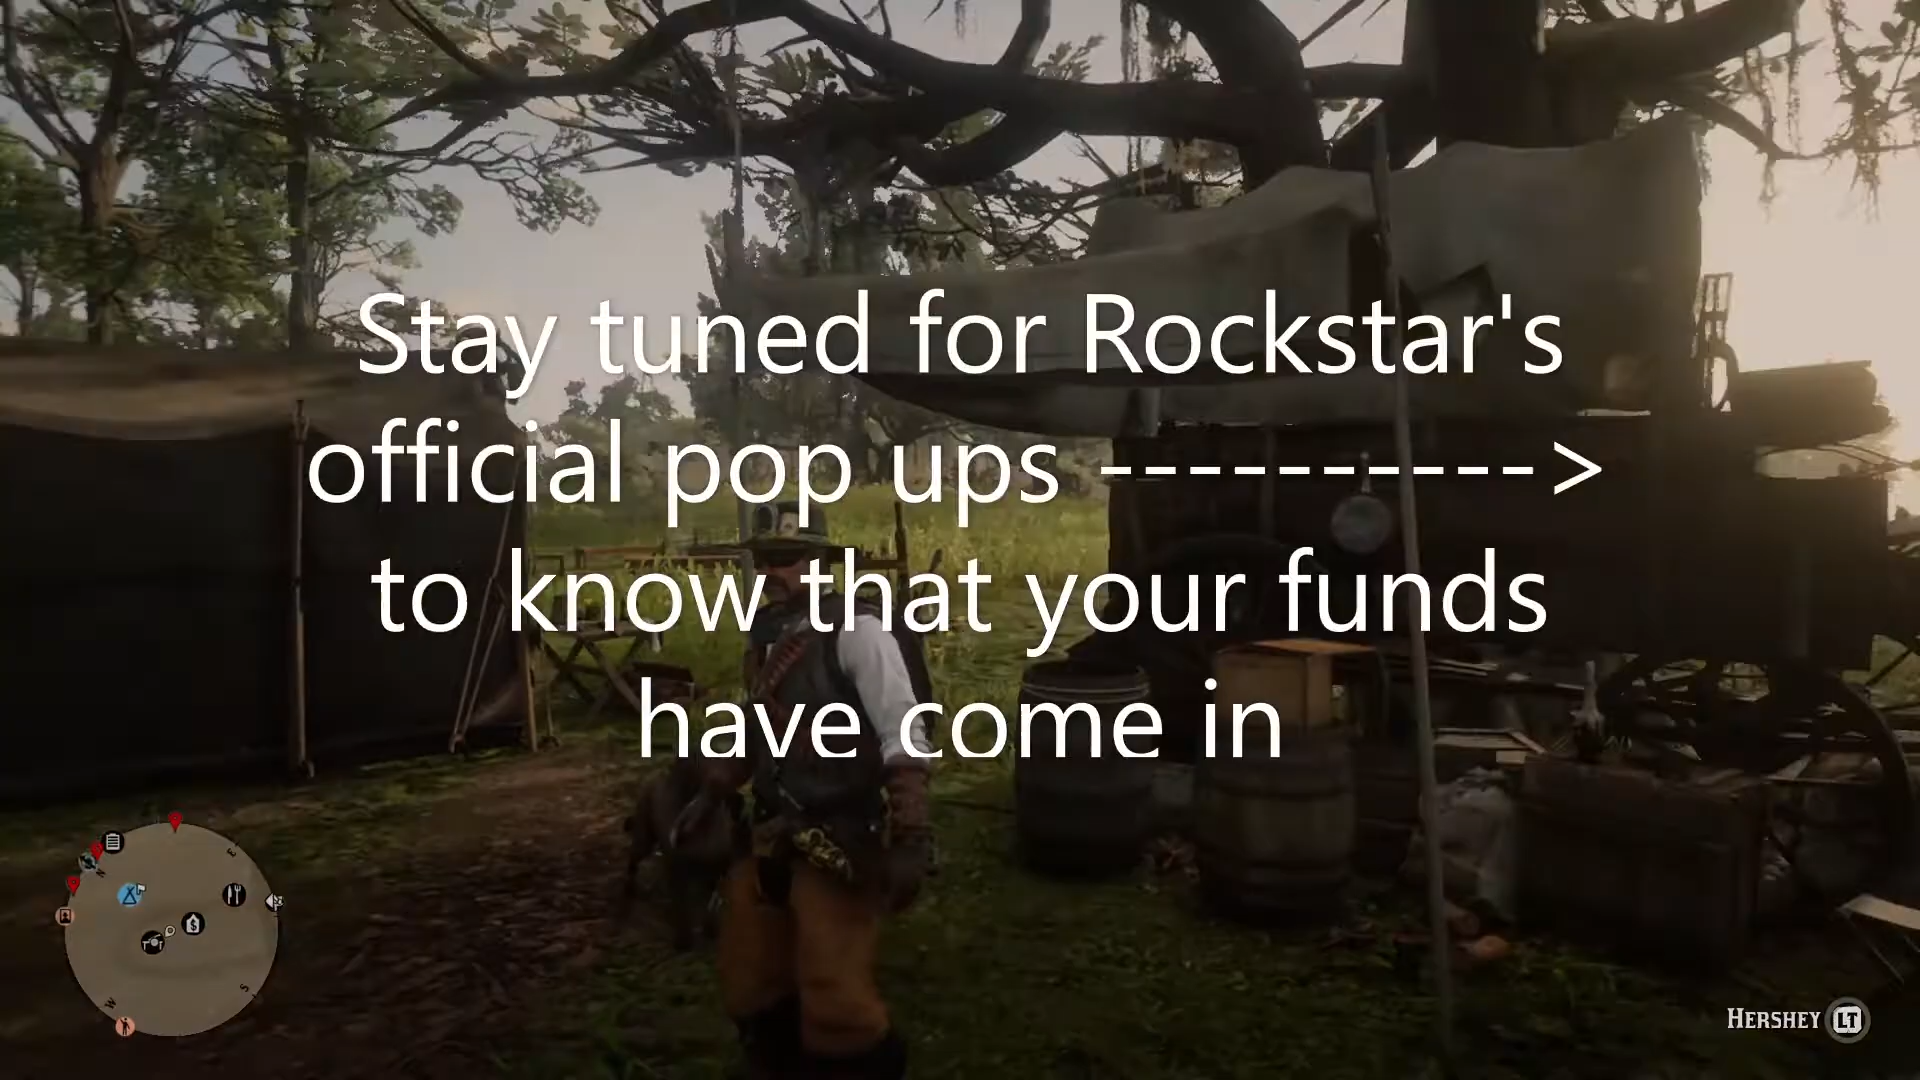 Stay tuned for Rockstar's
official pop ups ---------->
to know that your funds
have come in
E
N
W
S
HERSHEY LT